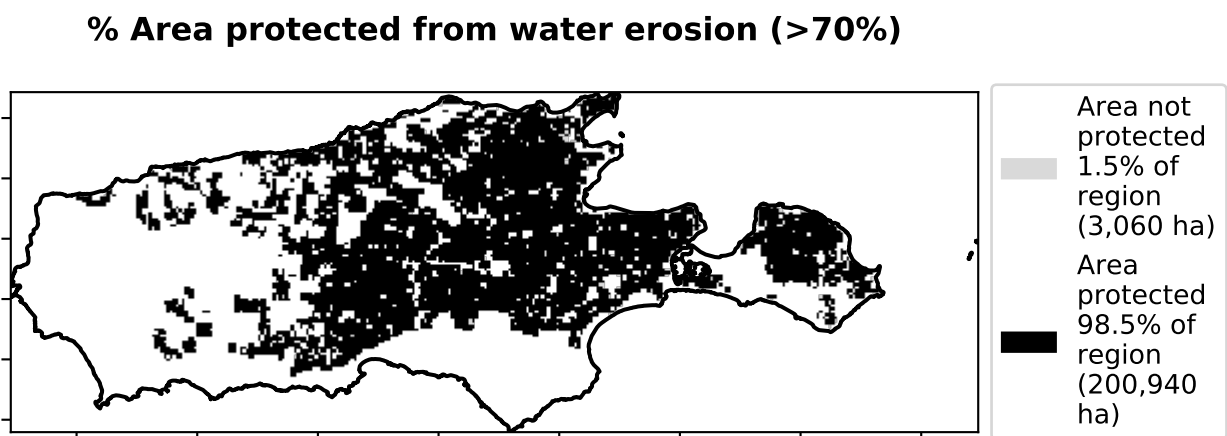 % Area protected from water erosion (>70%)
Area not
protected
1.5% of
region
(3,060 ha)
Area
protected
98.5% of
region
(200,940
ha)